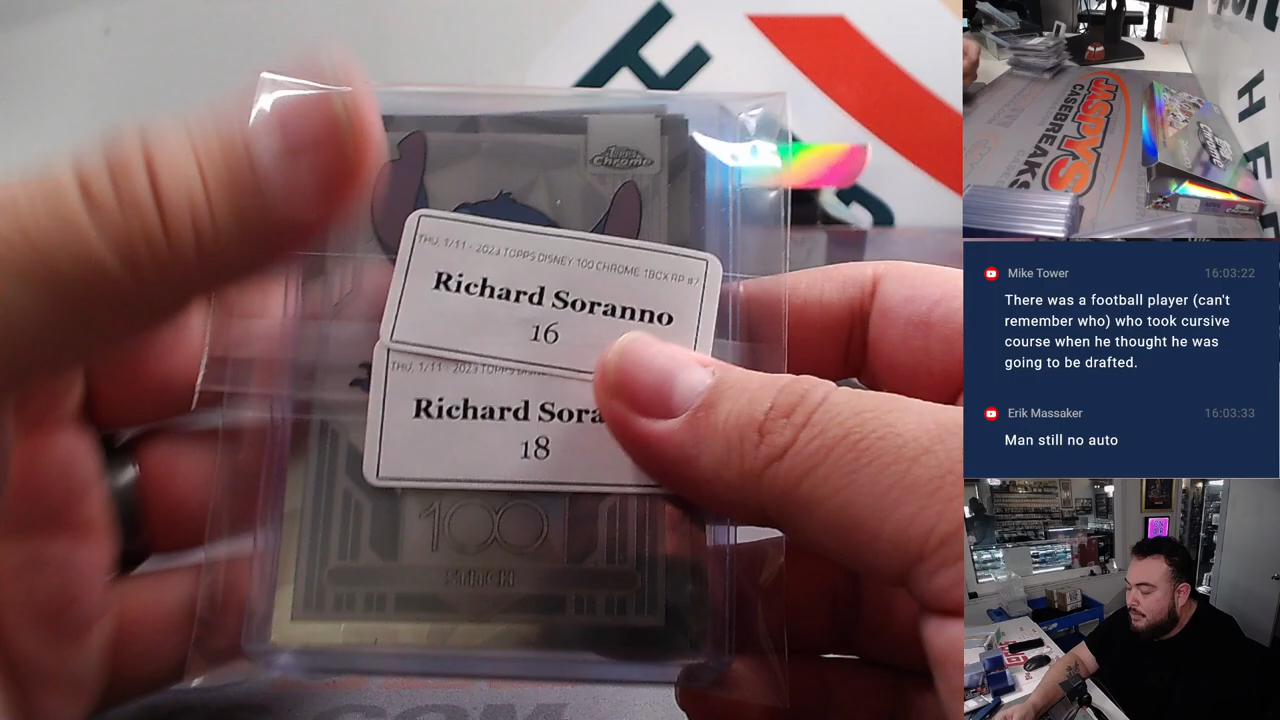 Topps
Chrome
THU, 1/11 - 2023 TOPPS DISNEY 100 CHROME 1BOX RP #7
Richard Soranno
16
THU, 1/11 - 2023 TOPPS
Richard Sora
18
100
STITCH
JASPYS
CASEBREAKS
Mike Tower 16:03:22
There was a football player (can't
remember who) who took cursive
course when he thought he was
going to be drafted.
Erik Massaker 16:03:33
Man still no auto